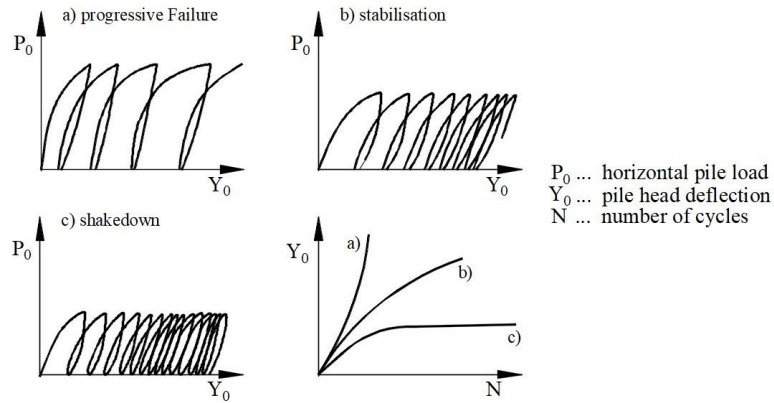 a) progressive Failure
P0
Y0
b) stabilisation
P0
Y0
P0 ... horizontal pile load
Y0 ... pile head deflection
N ... number of cycles
c) shakedown
P0
Y0
Y0
a)
b)
c)
N